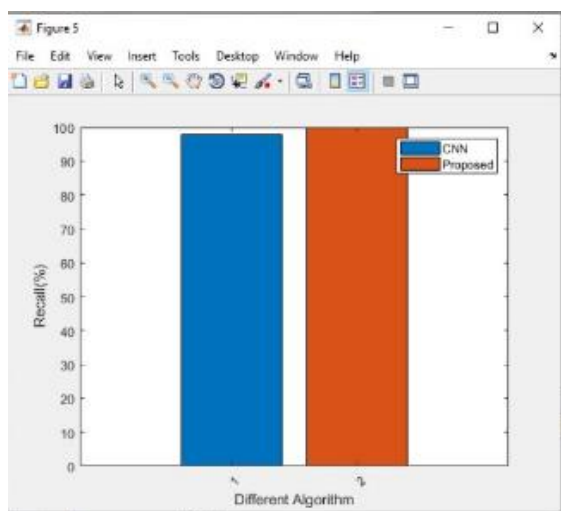 Figure 5
File Edit View Insert Tools Desktop Window Help
100
90
80
70
60
50
40
30
20
10
0
Recall(%)
CNN
Proposed
1 2
Different Algorithm